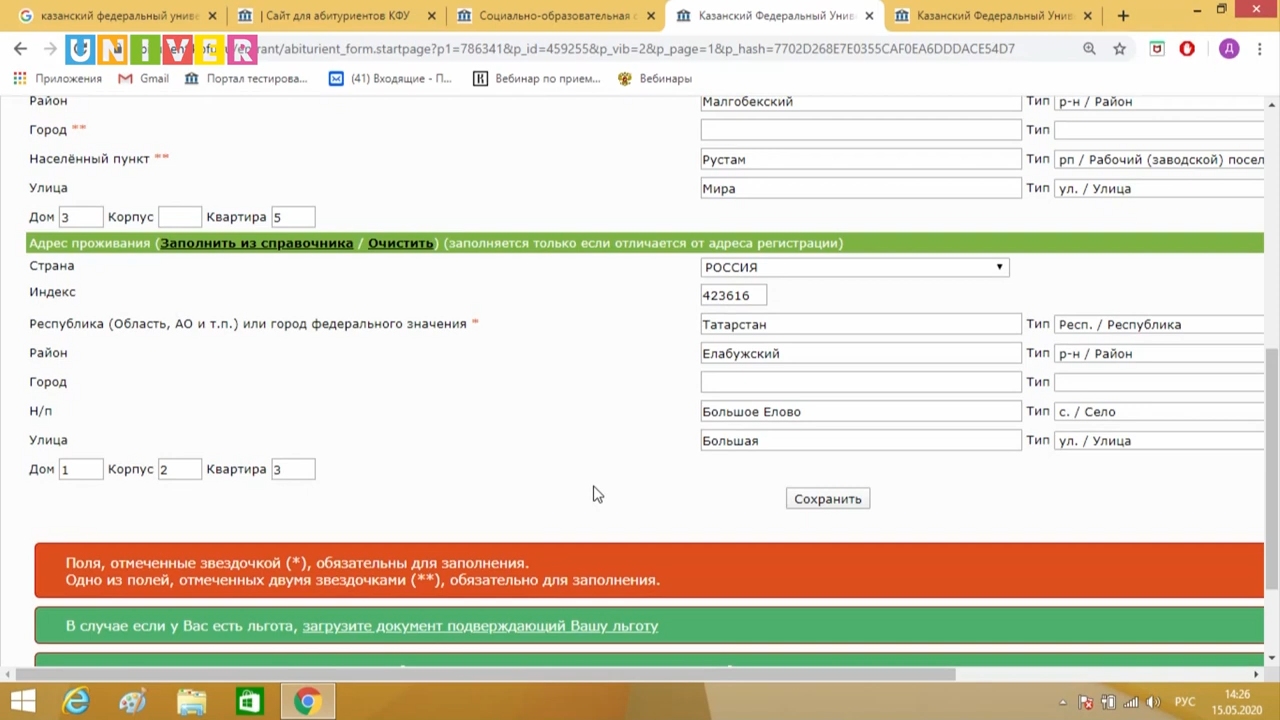 казанский федеральный униве
| Сайт для абитуриентов КФУ
Социально-образовательная с
Казанский Федеральный Униве
Казанский Федеральный Униве
UNIVER
abiturient_form.startpage?p1=786341&p_id=459255&p_vib=2&p_page=1&p_hash=7702D268E7E0355CAF0EA6DDDACE54D7
Д
Приложения
Gmail
Портал тестирова...
(41) Входящие - П...
Вебинар по прием...
Вебинары
Район Малгобекский Тип р-н / Район
Город ** Тип
Населённый пункт ** Рустам Тип рп / Рабочий (заводской) посел
Улица Мира Тип ул. / Улица
Дом 3 Корпус Квартира 5
Адрес проживания (Заполнить из справочника / Очистить) (заполняется только если отличается от адреса регистрации)
Страна РОССИЯ
Индекс 423616
Республика (Область, АО и т.п.) или город федерального значения * Татарстан Тип Респ. / Республика
Район Елабужский Тип р-н / Район
Город Тип
Н/п Большое Елово Тип с. / Село
Улица Большая Тип ул. / Улица
Дом 1 Корпус 2 Квартира 3
Сохранить
Поля, отмеченные звездочкой (*), обязательны для заполнения.
Одно из полей, отмеченных двумя звездочками (**), обязательно для заполнения.
В случае если у Вас есть льгота, загрузите документ подверждающий Вашу льготу
РУС
14:26
15.05.2020